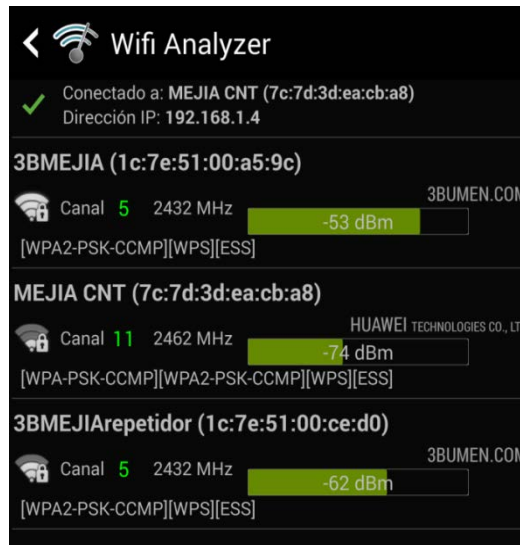 Wifi Analyzer
Conectado a: MEJIA CNT (7c:7d:3d:ea:cb:a8)
Dirección IP: 192.168.1.4
3BMEJIA (1c:7e:51:00:a5:9c)
3BUMEN.COM
Canal 5 2432 MHz -53 dBm
[WPA2-PSK-CCMP][WPS][ESS]
MEJIA CNT (7c:7d:3d:ea:cb:a8)
HUAWEI TECHNOLOGIES CO., LT
Canal 11 2462 MHz -74 dBm
[WPA-PSK-CCMP][WPA2-PSK-CCMP][WPS][ESS]
3BMEJIArepetidor (1c:7e:51:00:ce:d0)
3BUMEN.COM
Canal 5 2432 MHz -62 dBm
[WPA2-PSK-CCMP][WPS][ESS]